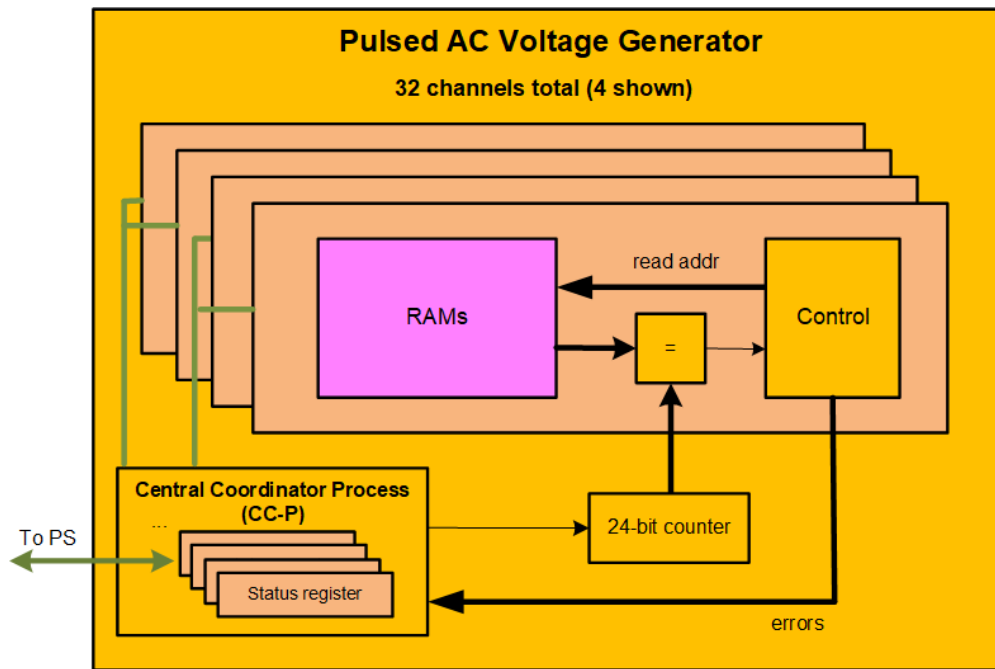 Pulsed AC Voltage Generator
32 channels total (4 shown)
read addr
RAMs
Control
=
Central Coordinator Process
(CC-P)
...
To PS
24-bit counter
Status register
errors